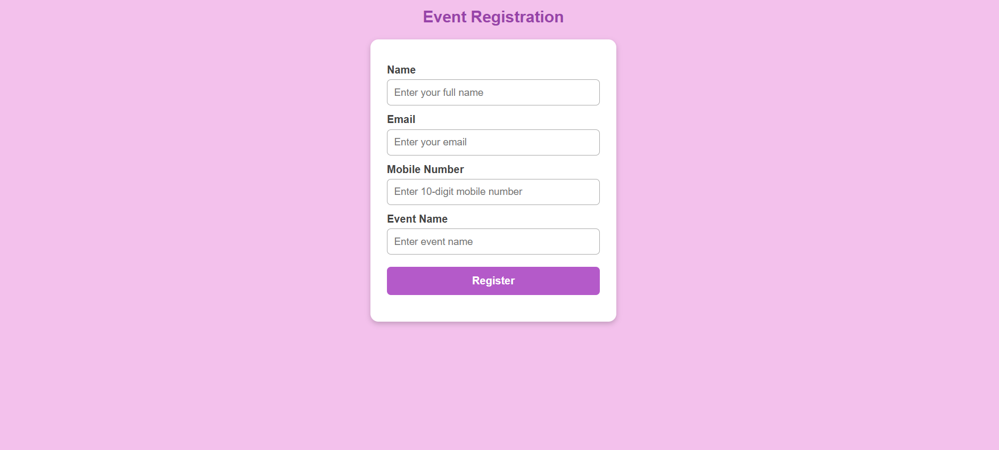 Event Registration
Name
Enter your full name
Email
Enter your email
Mobile Number
Enter 10-digit mobile number
Event Name
Enter event name
Register